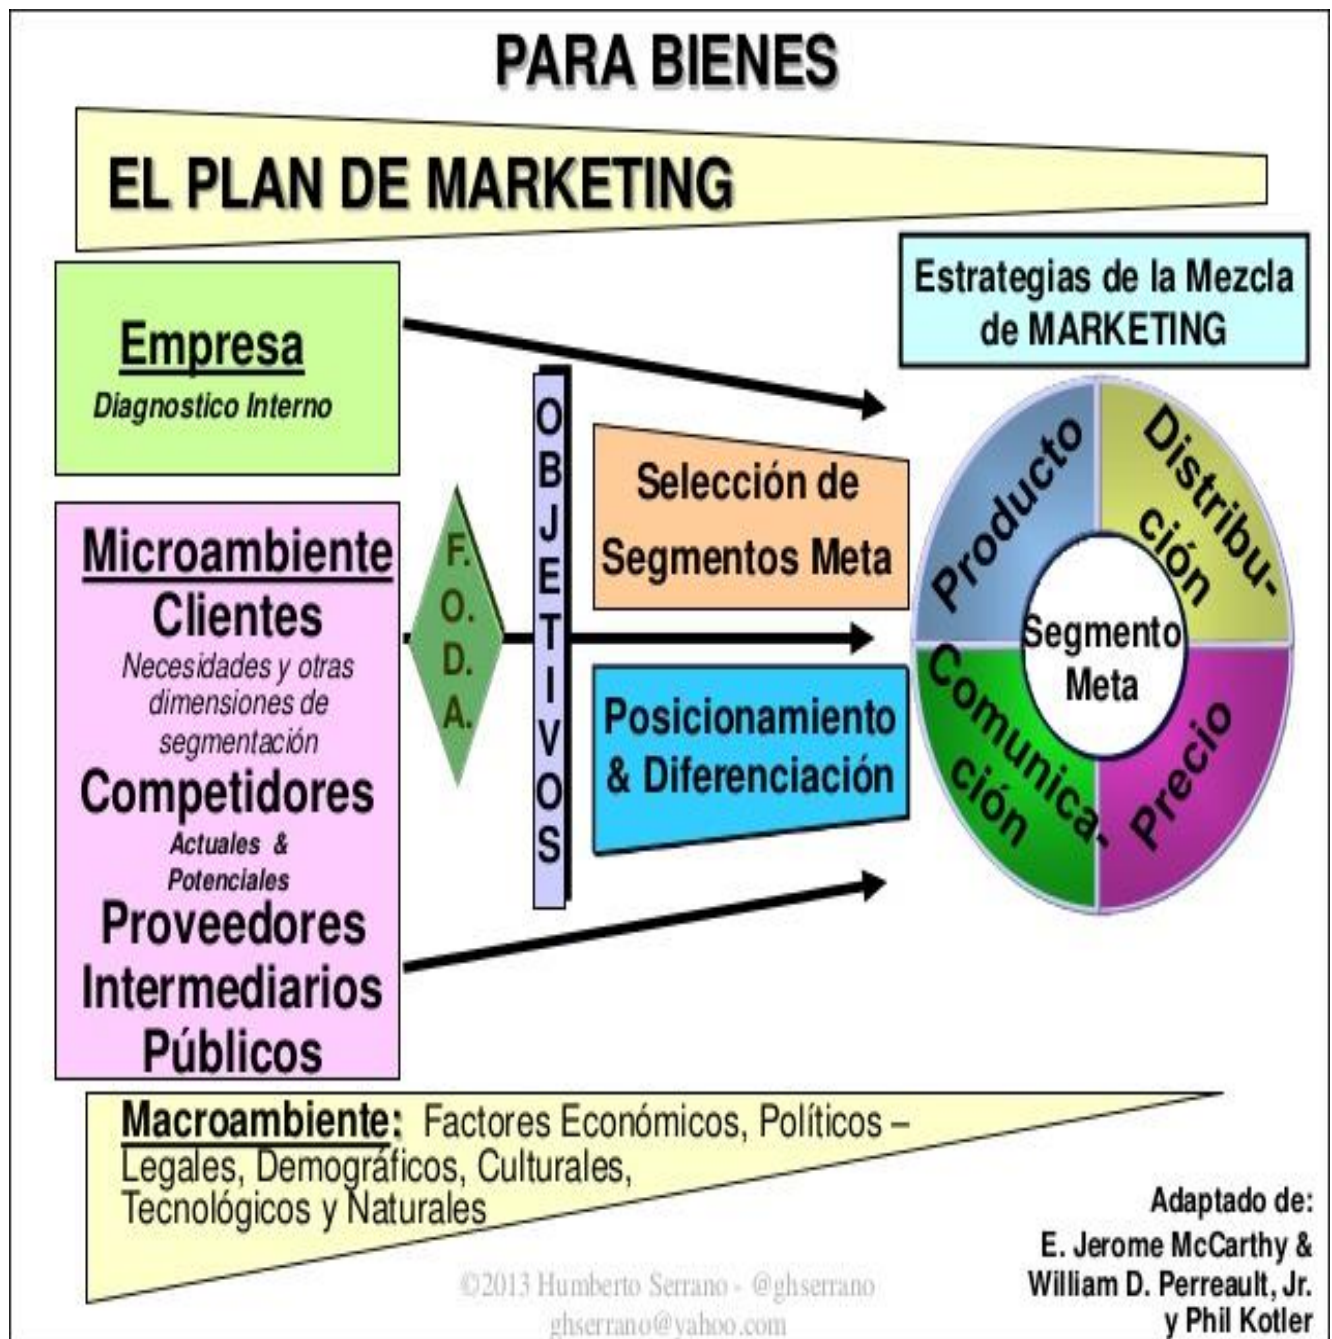 PARA BIENES
EL PLAN DE MARKETING
Empresa
Diagnostico Interno
Microambiente
Clientes
Necesidades y otras
dimensiones de
segmentación
Competidores
Actuales &
Potenciales
Proveedores
Intermediarios
Públicos
F.
O.
D.
A.
OBJETIVOS
Selección de
Segmentos Meta
Posicionamiento
& Diferenciación
Estrategias de la Mezcla
de MARKETING
Producto
Distribu-
ción
Comunica-
ción
Precio
Segmento
Meta
Macroambiente: Factores Económicos, Políticos –
Legales, Demográficos, Culturales,
Tecnológicos y Naturales
Adaptado de:
E. Jerome McCarthy &
William D. Perreault, Jr.
y Phil Kotler
©2013 Humberto Serrano - @ghserrano
ghserrano@yahoo.com